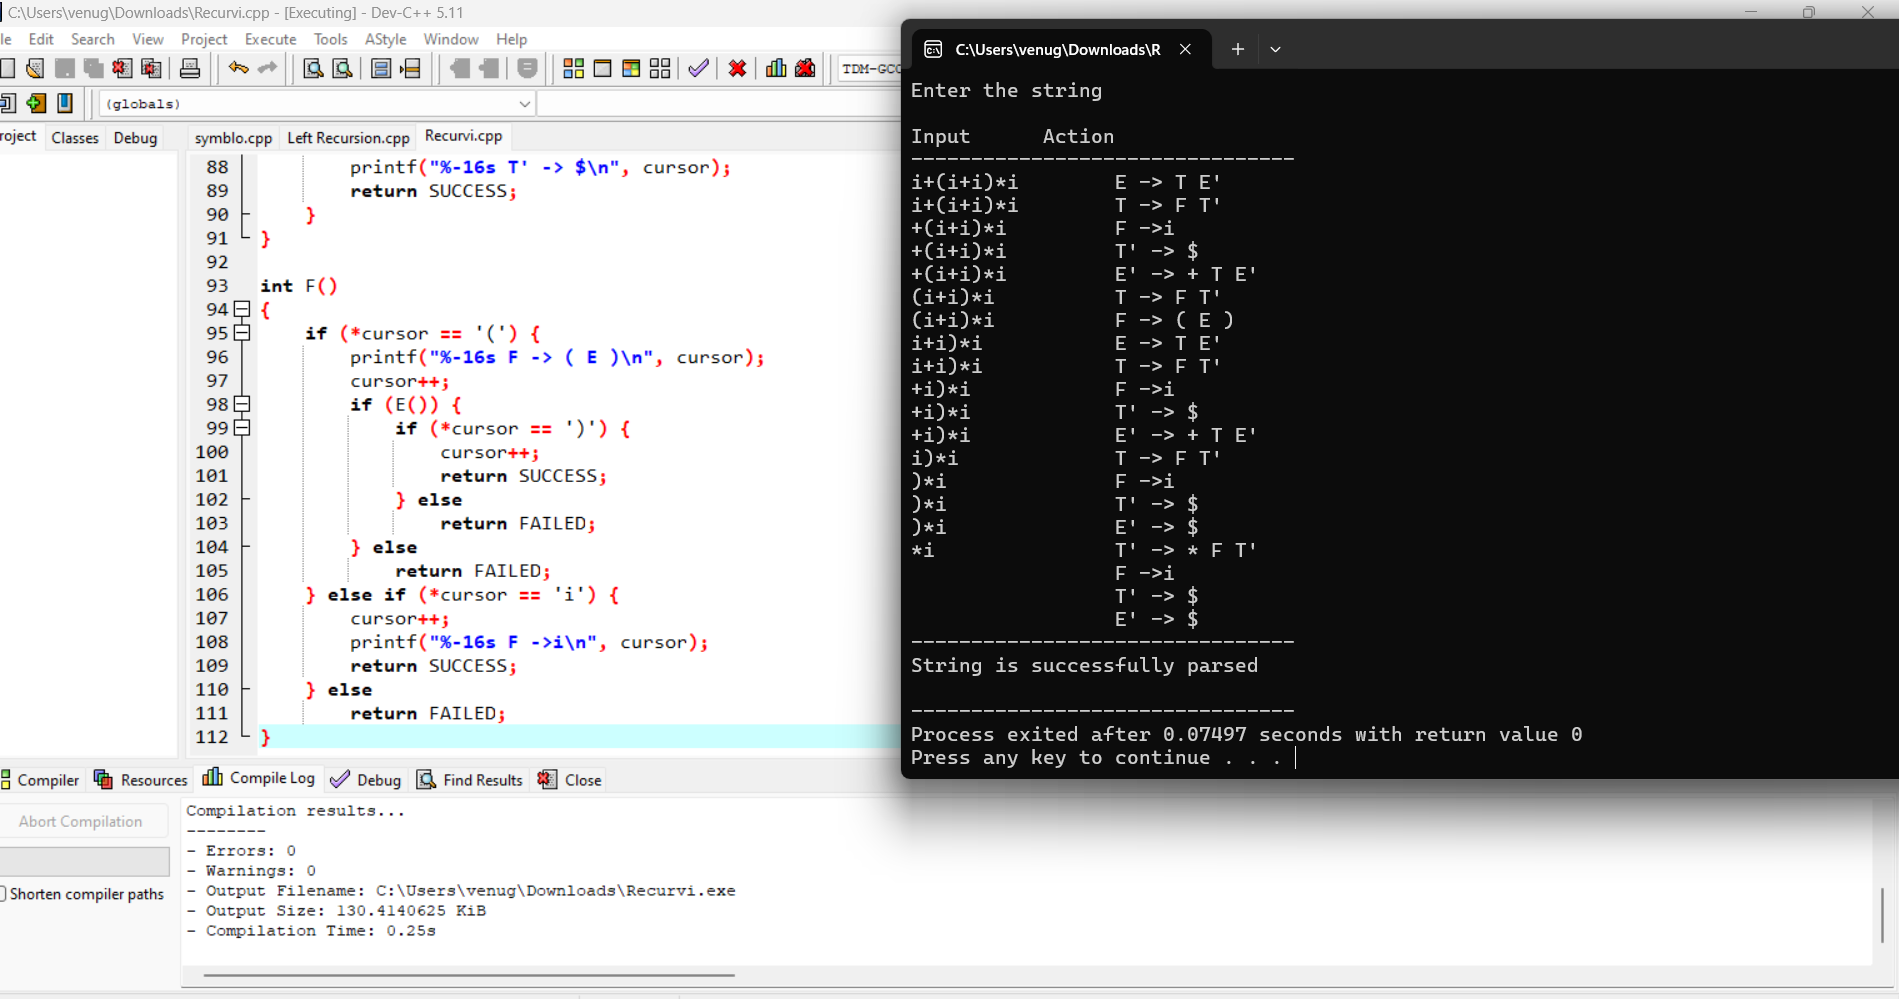 C:\Users\venug\Downloads\Recurvi.cpp - [Executing] - Dev-C++ 5.11
le Edit Search View Project Execute Tools AStyle Window Help
TDM-GCC
(globals)
roject Classes Debug
symblo.cpp Left Recursion.cpp Recurvi.cpp
88 printf("%-16s T' -> $\n", cursor);
89 return SUCCESS;
90 }
91 }
92
93 int F()
94 {
95 if (*cursor == '(') {
96 printf("%-16s F -> ( E )\n", cursor);
97 cursor++;
98 if (E()) {
99 if (*cursor == ')') {
100 cursor++;
101 return SUCCESS;
102 } else
103 return FAILED;
104 } else
105 return FAILED;
106 } else if (*cursor == 'i') {
107 cursor++;
108 printf("%-16s F ->i\n", cursor);
109 return SUCCESS;
110 } else
111 return FAILED;
112 }
Compiler Resources Compile Log Debug Find Results Close
Abort Compilation
Shorten compiler paths
Compilation results...
--------
- Errors: 0
- Warnings: 0
- Output Filename: C:\Users\venug\Downloads\Recurvi.exe
- Output Size: 130.4140625 KiB
- Compilation Time: 0.25s
C:\Users\venug\Downloads\R
Enter the string
Input Action
--------------------------------
i+(i+i)*i E -> T E'
i+(i+i)*i T -> F T'
+(i+i)*i F ->i
+(i+i)*i T' -> $
+(i+i)*i E' -> + T E'
(i+i)*i T -> F T'
(i+i)*i F -> ( E )
i+i)*i E -> T E'
i+i)*i T -> F T'
+i)*i F ->i
+i)*i T' -> $
+i)*i E' -> + T E'
i)*i T -> F T'
)*i F ->i
)*i T' -> $
)*i E' -> $
*i T' -> * F T'
F ->i
T' -> $
E' -> $
--------------------------------
String is successfully parsed
--------------------------------
Process exited after 0.07497 seconds with return value 0
Press any key to continue . . .